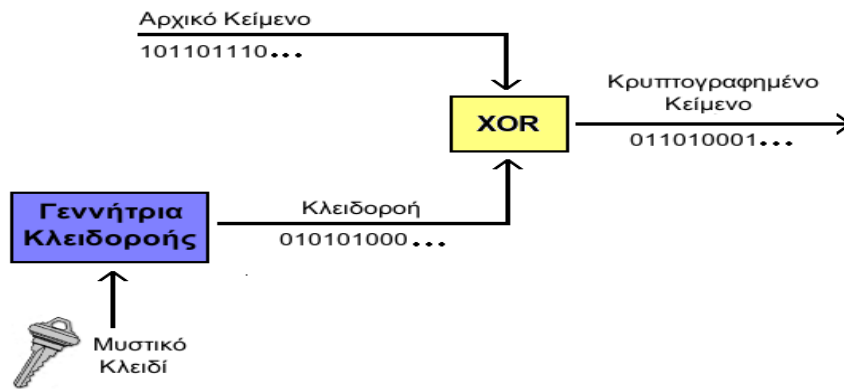 Αρχικό Κείμενο
101101110...
Κρυπτογραφημένο
Κείμενο
XOR
011010001...
Γεννήτρια
Κλειδοροής
Κλειδοροή
010101000...
Μυστικό
Κλειδί